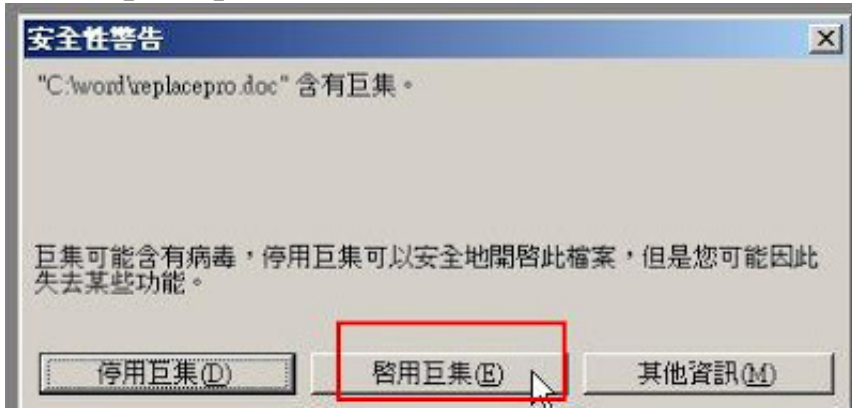 安全性警告
"C:\word\replacepro.doc" 含有巨集。
巨集可能含有病毒，停用巨集可以安全地開啓此檔案，但是您可能因此
失去某些功能。
停用巨集(D) 啓用巨集(E) 其他資訊(M)